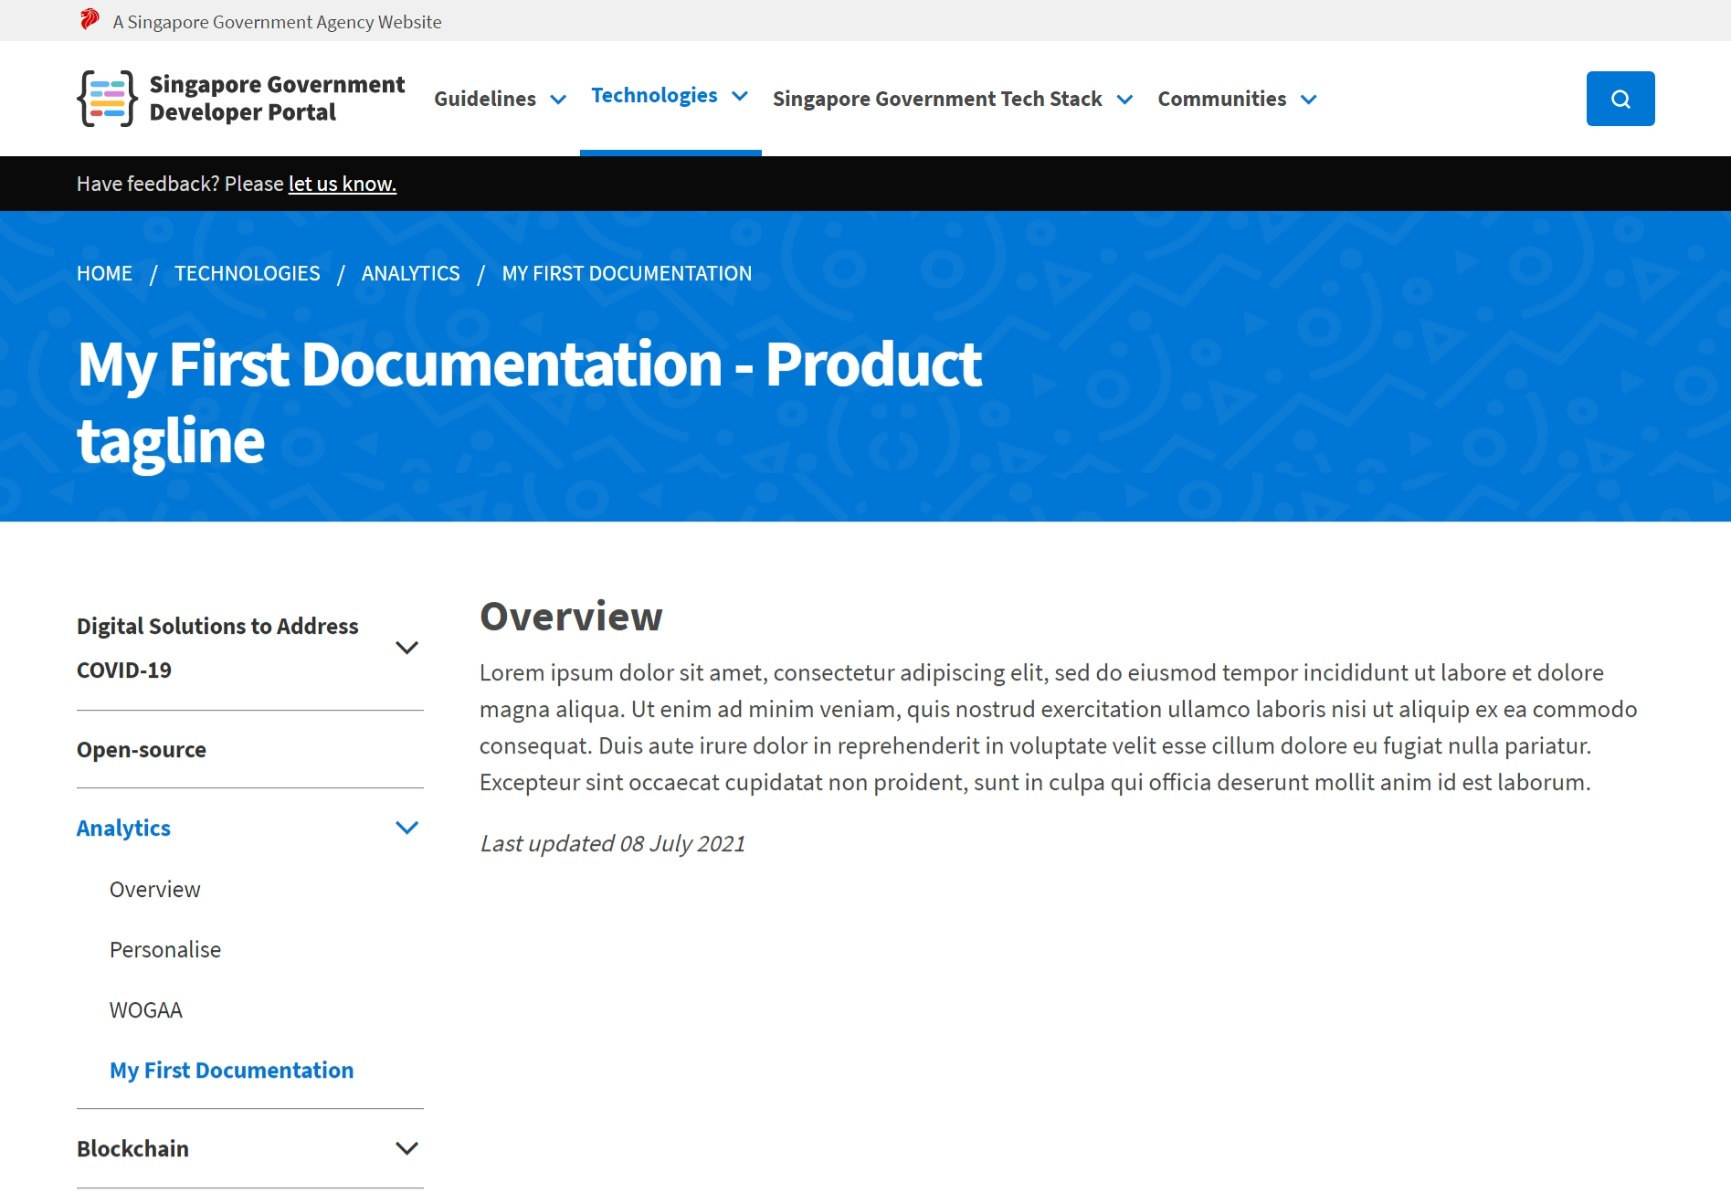 A Singapore Government Agency Website
Singapore Government
Developer Portal
Guidelines
Technologies
Singapore Government Tech Stack
Communities
Have feedback? Please let us know.
HOME / TECHNOLOGIES / ANALYTICS / MY FIRST DOCUMENTATION
My First Documentation - Product
tagline
Digital Solutions to Address
COVID-19
Open-source
Analytics
Overview
Personalise
WOGAA
My First Documentation
Blockchain
Overview
Lorem ipsum dolor sit amet, consectetur adipiscing elit, sed do eiusmod tempor incididunt ut labore et dolore
magna aliqua. Ut enim ad minim veniam, quis nostrud exercitation ullamco laboris nisi ut aliquip ex ea commodo
consequat. Duis aute irure dolor in reprehenderit in voluptate velit esse cillum dolore eu fugiat nulla pariatur.
Excepteur sint occaecat cupidatat non proident, sunt in culpa qui officia deserunt mollit anim id est laborum.
Last updated 08 July 2021